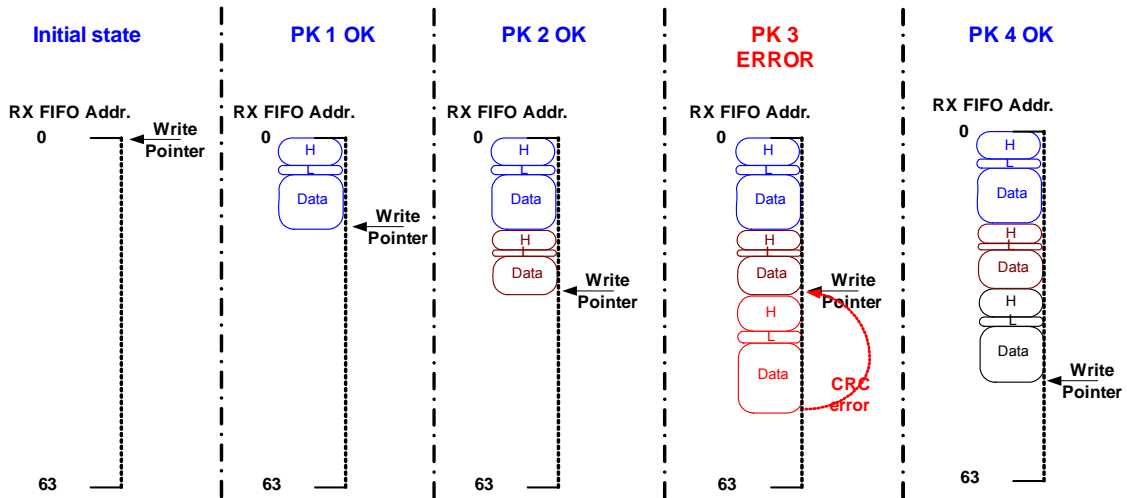 Initial state
RX FIFO Addr.
0
Write
Pointer
63
PK 1 OK
RX FIFO Addr.
0
H
L
Data
Write
Pointer
63
PK 2 OK
RX FIFO Addr.
0
H
L
Data
H
L
Data
Write
Pointer
63
PK 3
ERROR
RX FIFO Addr.
0
H
L
Data
H
L
Data
Write
Pointer
H
L
Data
CRC
error
63
PK 4 OK
RX FIFO Addr.
0
H
L
Data
H
L
Data
H
L
Data
Write
Pointer
63